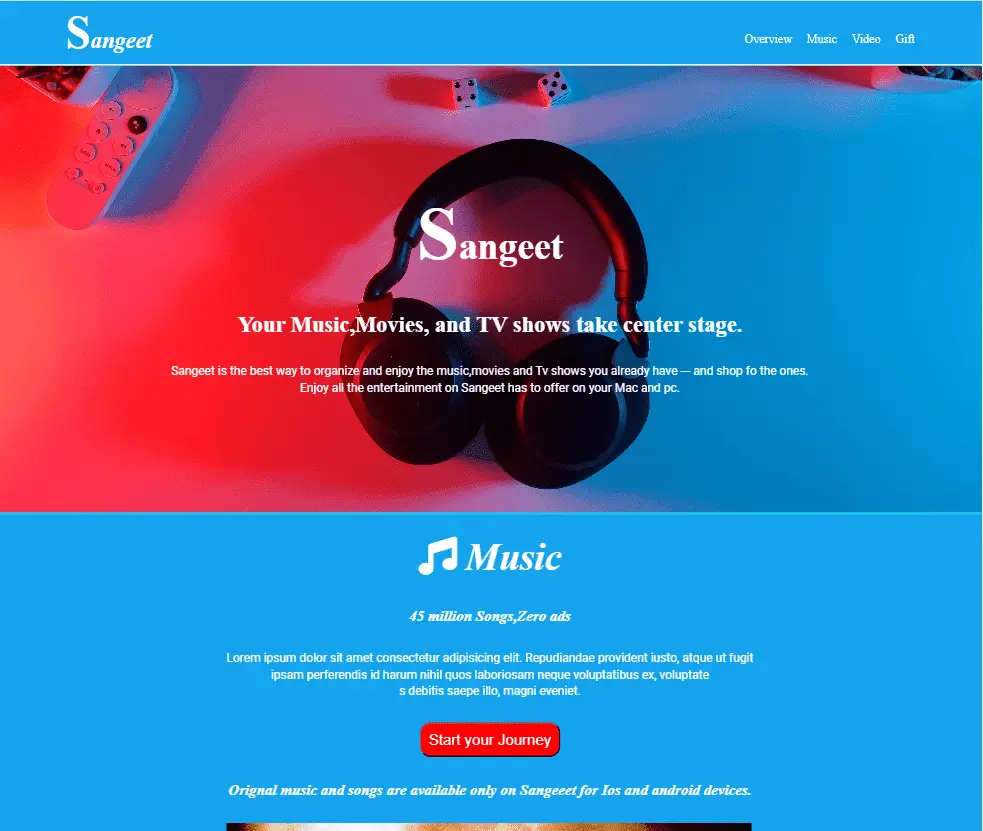 Sangeet
Overview Music Video Gift
Sangeet
Your Music,Movies, and TV shows take center stage.
Sangeet is the best way to organize and enjoy the music,movies and Tv shows you already have — and shop fo the ones.
Enjoy all the entertainment on Sangeet has to offer on your Mac and pc.
Music
45 million Songs,Zero ads
Lorem ipsum dolor sit amet consectetur adipisicing elit. Repudiandae provident iusto, atque ut fugit
ipsam perferendis id harum nihil quos laboriosam neque voluptatibus ex, voluptate
s debitis saepe illo, magni eveniet.
Start your Journey
Orignal music and songs are available only on Sangeeet for Ios and android devices.